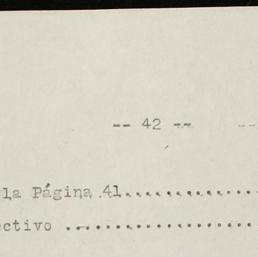 -- 42 --
la Página 41..................
ectivo ..................